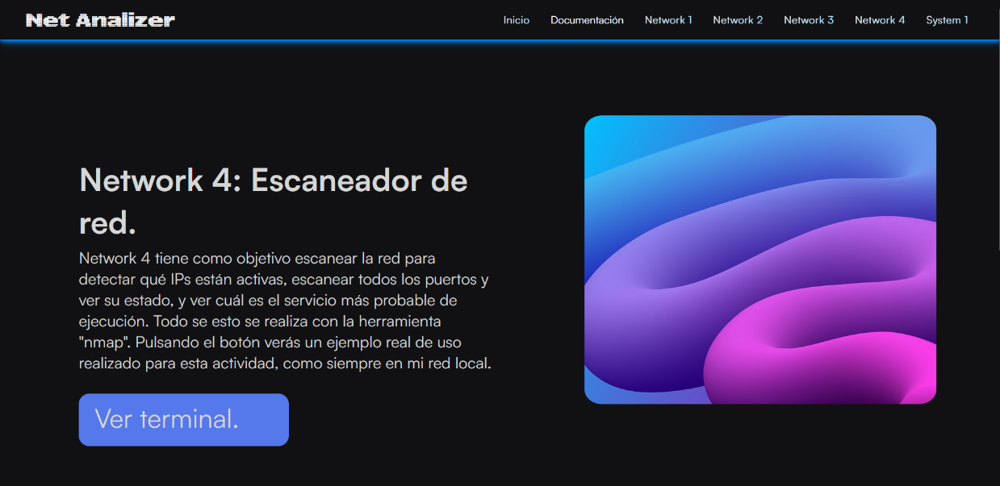 Net Analizer
Inicio Documentación Network 1 Network 2 Network 3 Network 4 System 1
Network 4: Escaneador de
red.
Network 4 tiene como objetivo escanear la red para
detectar qué IPs están activas, escanear todos los puertos y
ver su estado, y ver cuál es el servicio más probable de
ejecución. Todo se esto se realiza con la herramienta
"nmap". Pulsando el botón verás un ejemplo real de uso
realizado para esta actividad, como siempre en mi red local.
Ver terminal.